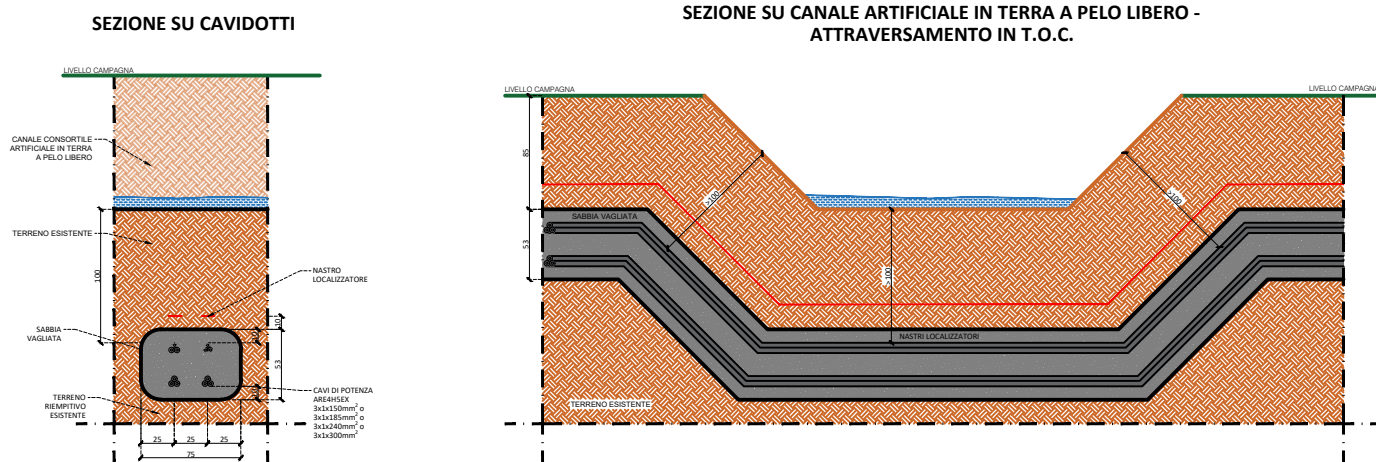 SEZIONE SU CAVIDOTTI
LIVELLO CAMPAGNA
CANALE CONSORTILE
ARTIFICIALE IN TERRA
A PELO LIBERO
TERRENO ESISTENTE
100
NASTRO
LOCALIZZATORE
10
SABBIA
VAGLIATA
10
53
10
CAVI DI POTENZA
ARE4H5EX
3x1x150mm² o
3x1x185mm² o
3x1x240mm² o
3x1x300mm²
TERRENO
RIEMPITIVO
ESISTENTE
25
25
25
75
SEZIONE SU CANALE ARTIFICIALE IN TERRA A PELO LIBERO -
ATTRAVERSAMENTO IN T.O.C.
LIVELLO CAMPAGNA
LIVELLO CAMPAGNA
85
>100
>100
SABBIA VAGLIATA
53
>100
NASTRI LOCALIZZATORI
TERRENO ESISTENTE